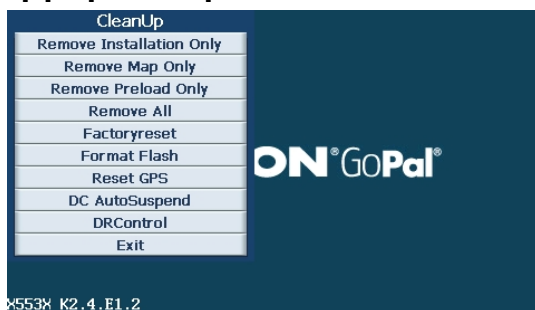 CleanUp
Remove Installation Only
Remove Map Only
Remove Preload Only
Remove All
Factoryreset
Format Flash
Reset GPS
DC AutoSuspend
DRControl
Exit
ON® GoPal®
X553X K2.4.E1.2